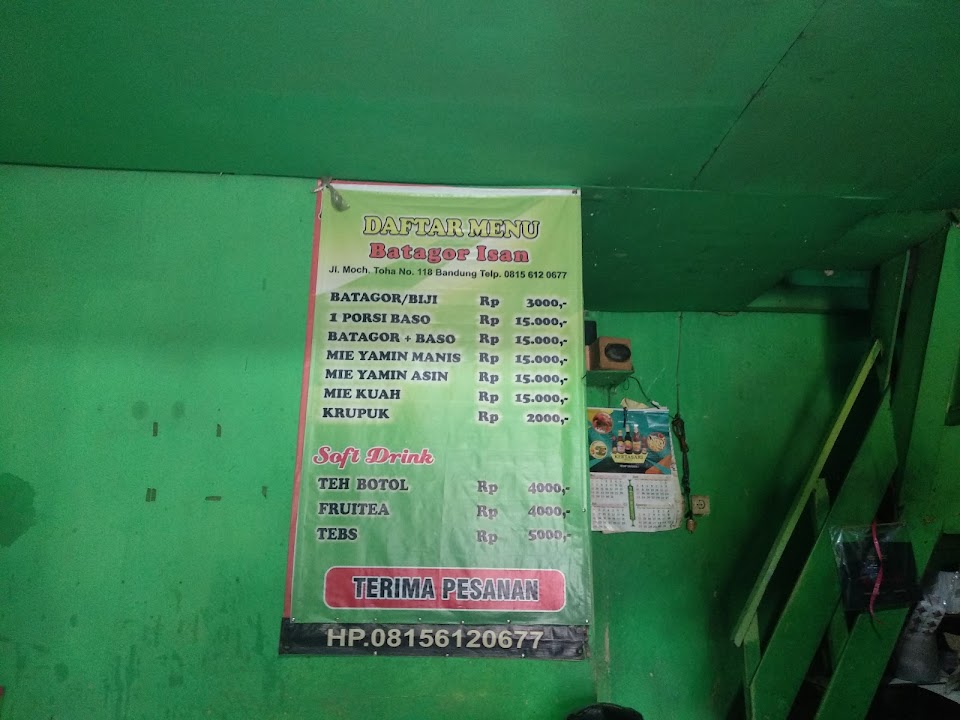 DAFTAR MENU
Batagor Isan
Jl. Moch. Toha No. 118 Bandung Telp. 0815 612 0677
BATAGOR/BIJI Rp 3000,-
1 PORSI BASO Rp 15.000,-
BATAGOR + BASO Rp 15.000,-
MIE YAMIN MANIS Rp 15.000,-
MIE YAMIN ASIN Rp 15.000,-
MIE KUAH Rp 15.000,-
KRUPUK Rp 2000,-
Soft Drink
TEH BOTOL Rp 4000,-
FRUITEA Rp 4000,-
TEBS Rp 5000,-
TERIMA PESANAN
HP.08156120677